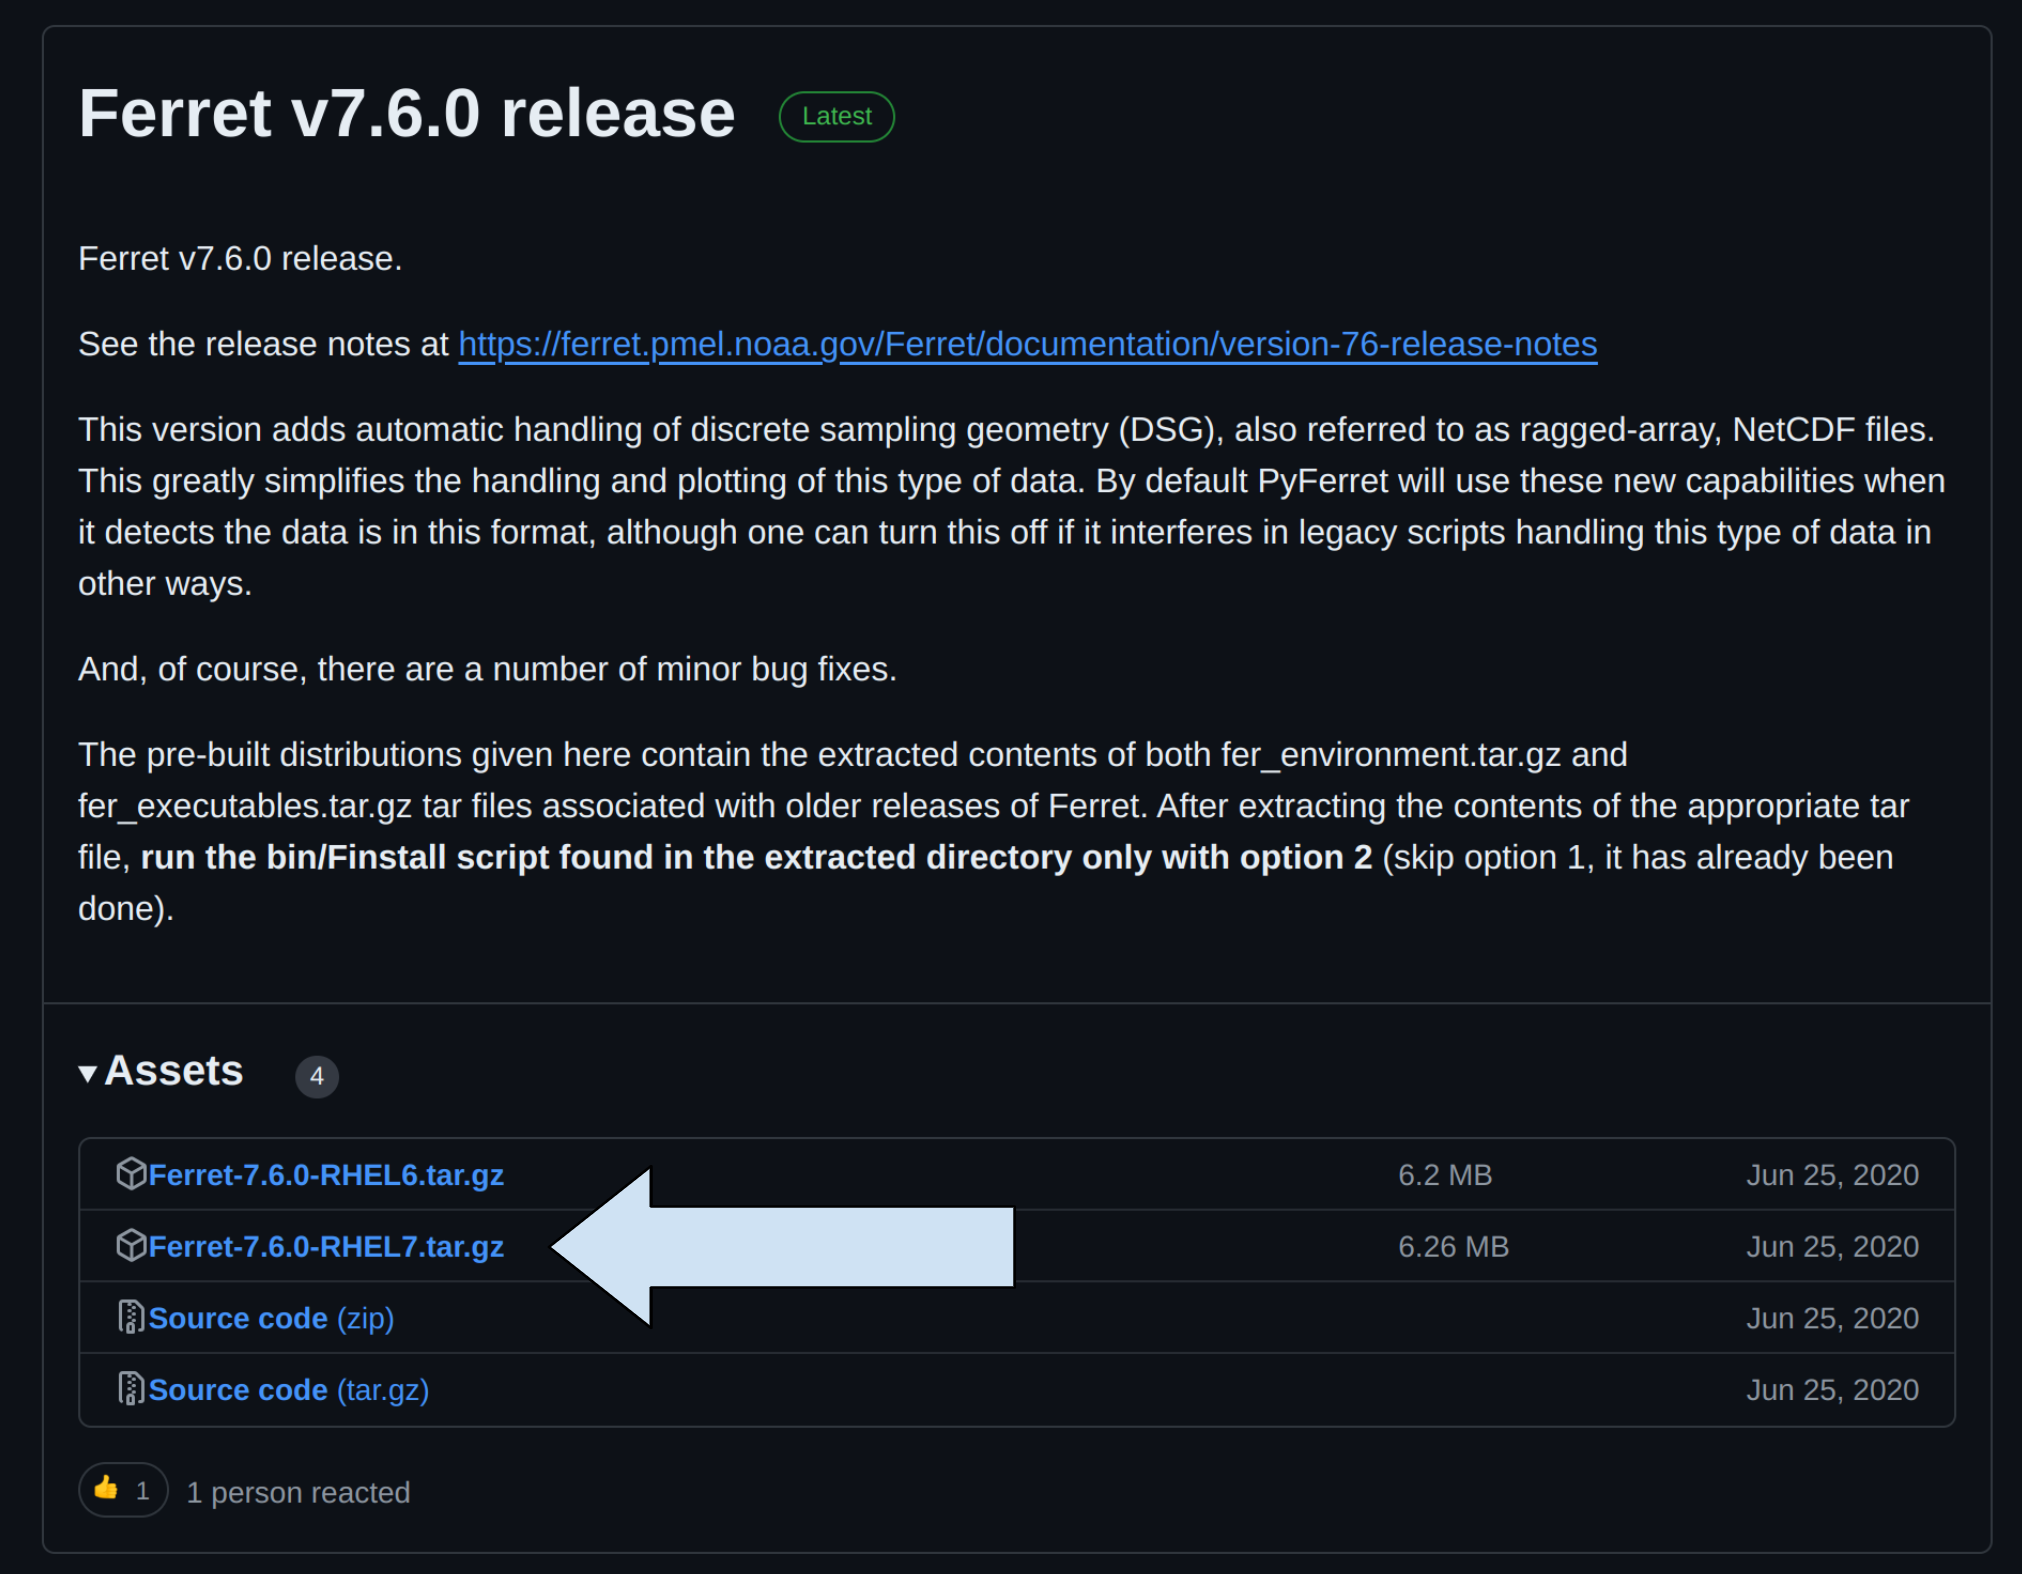 Ferret v7.6.0 release Latest
Ferret v7.6.0 release.
See the release notes at https://ferret.pmel.noaa.gov/Ferret/documentation/version-76-release-notes
This version adds automatic handling of discrete sampling geometry (DSG), also referred to as ragged-array, NetCDF files.
This greatly simplifies the handling and plotting of this type of data. By default PyFerret will use these new capabilities when
it detects the data is in this format, although one can turn this off if it interferes in legacy scripts handling this type of data in
other ways.
And, of course, there are a number of minor bug fixes.
The pre-built distributions given here contain the extracted contents of both fer_environment.tar.gz and
fer_executables.tar.gz tar files associated with older releases of Ferret. After extracting the contents of the appropriate tar
file, run the bin/Finstall script found in the extracted directory only with option 2 (skip option 1, it has already been
done).
Assets 4
Ferret-7.6.0-RHEL6.tar.gz 6.2 MB Jun 25, 2020
Ferret-7.6.0-RHEL7.tar.gz 6.26 MB Jun 25, 2020
Source code (zip) Jun 25, 2020
Source code (tar.gz) Jun 25, 2020
1 1 person reacted